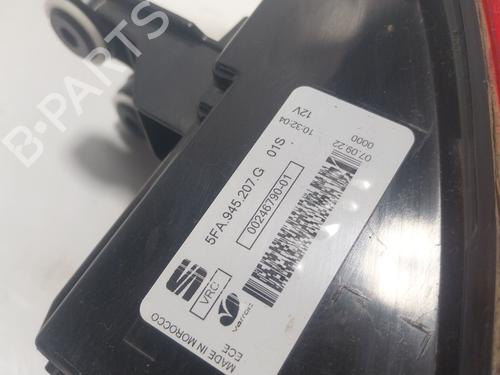 B-PARTS
07.09.22
0000
10:32:04
12V
5FA.945.207.G 01S
00246790-01
VRC
varroc
MADE IN MOROCCO
ECE